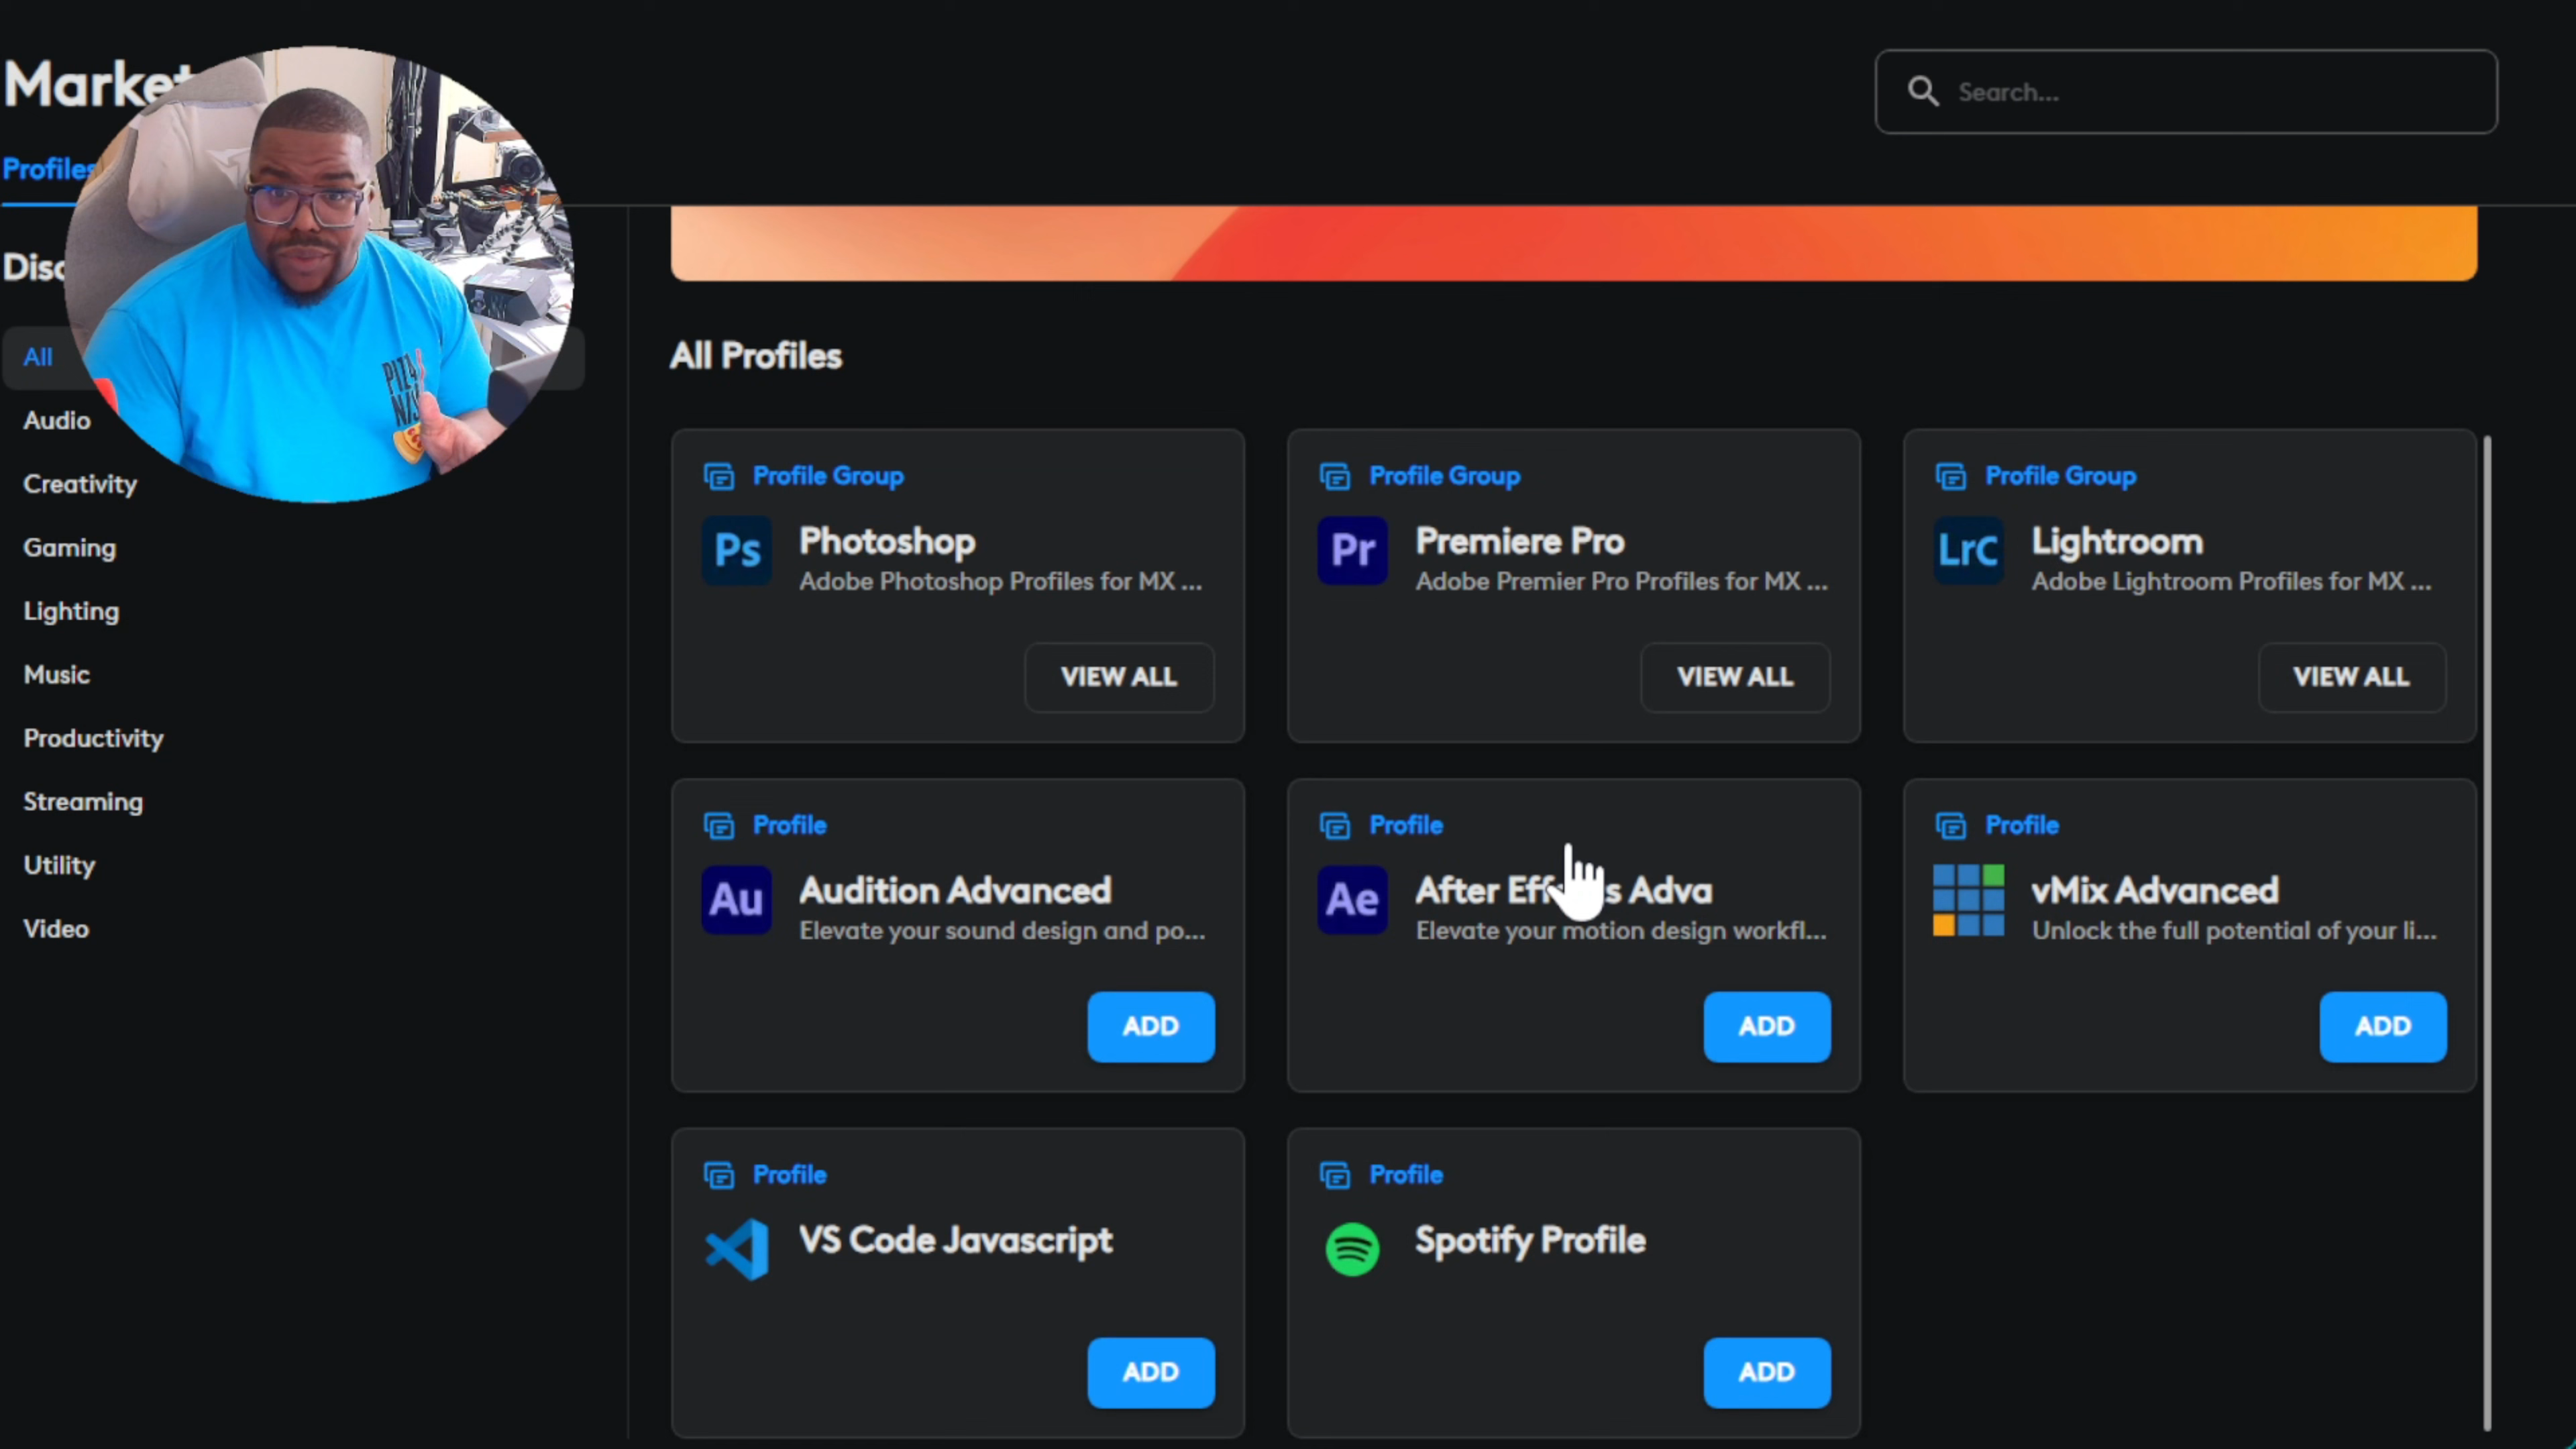 Market
Search...
Profiles
Disc
All Profiles
All
Audio
Creativity
Gaming
Lighting
Music
Productivity
Streaming
Utility
Video
Profile Group
Ps Photoshop
Adobe Photoshop Profiles for MX ...
VIEW ALL
Profile Group
Pr Premiere Pro
Adobe Premier Pro Profiles for MX ...
VIEW ALL
Profile Group
LrC Lightroom
Adobe Lightroom Profiles for MX ...
VIEW ALL
Profile
Au Audition Advanced
Elevate your sound design and po...
ADD
Profile
Ae After Effects Adva
Elevate your motion design workfl...
ADD
Profile
vMix Advanced
Unlock the full potential of your li...
ADD
Profile
VS Code Javascript
ADD
Profile
Spotify Profile
ADD